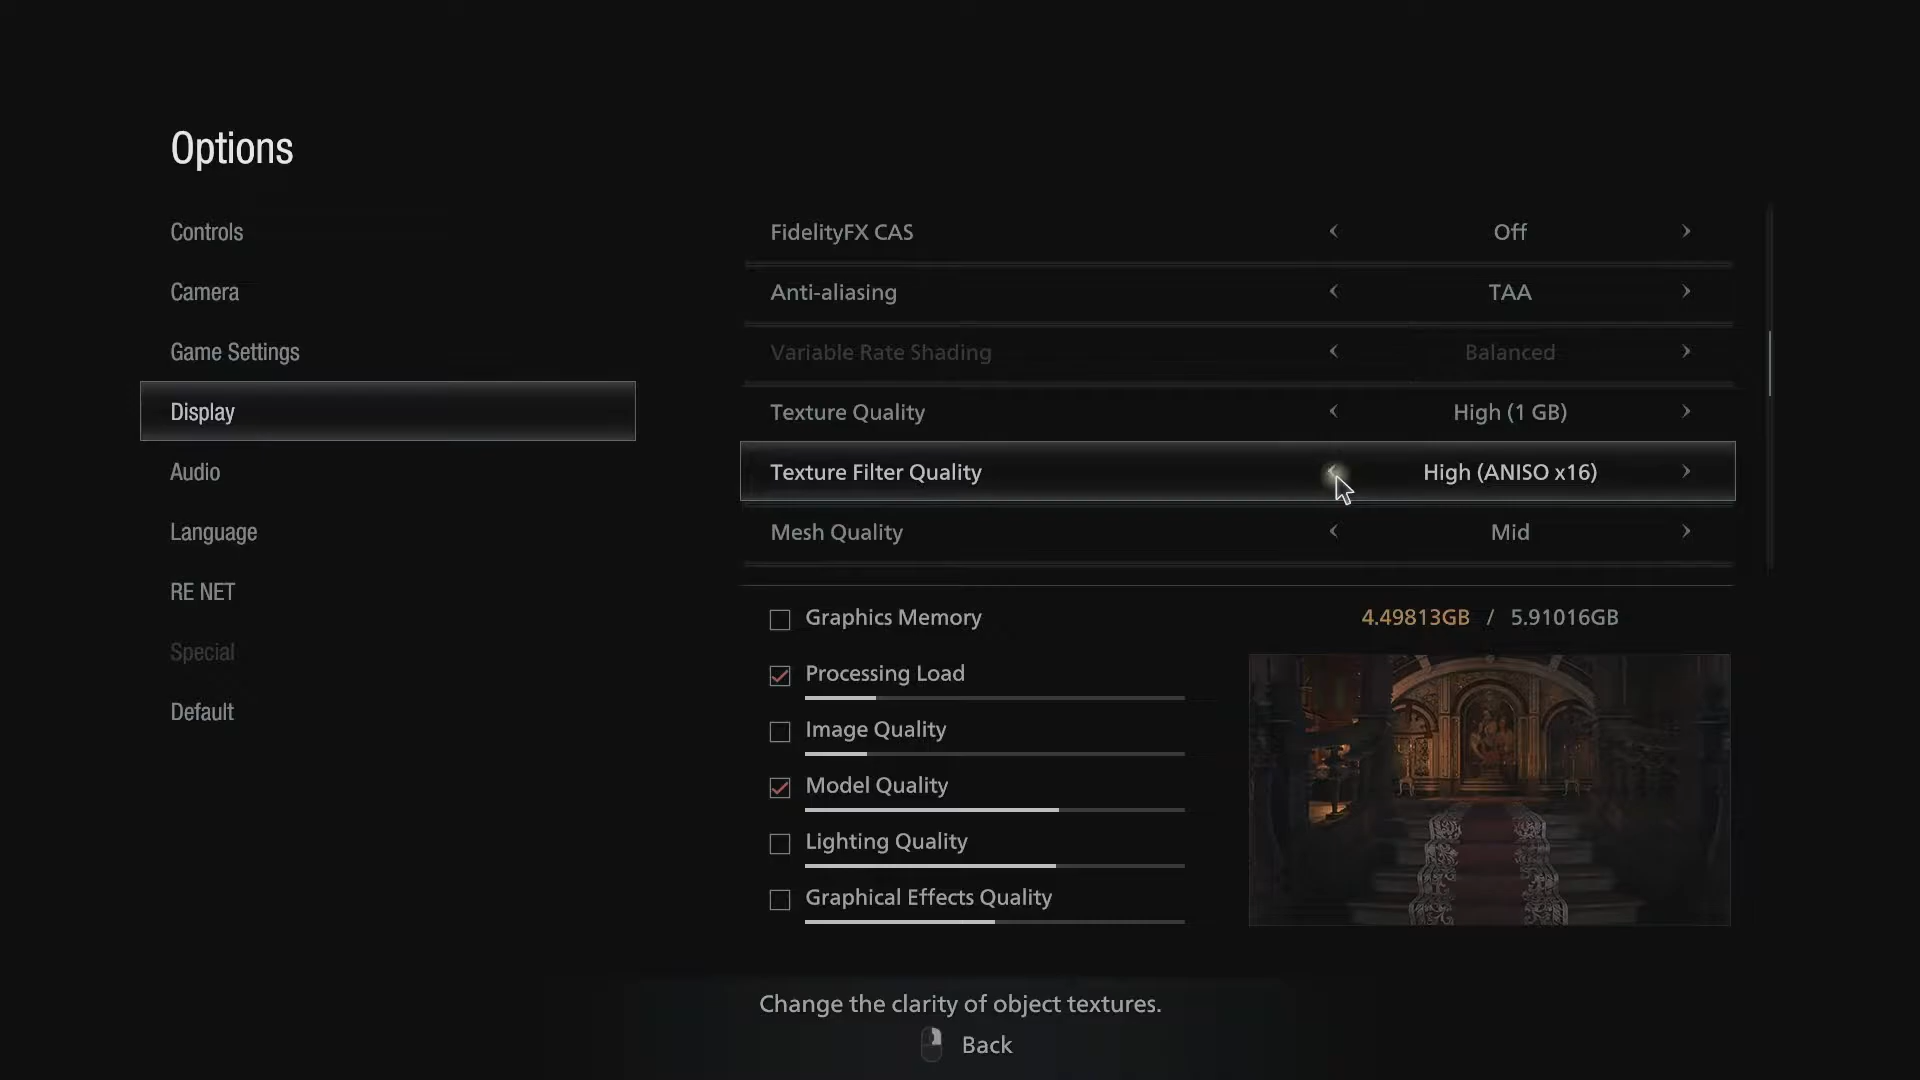 Options
Controls
Camera
Game Settings
Display
Audio
Language
RE NET
Special
Default
FidelityFX CAS Off
Anti-aliasing TAA
Variable Rate Shading Balanced
Texture Quality High (1 GB)
Texture Filter Quality High (ANISO x16)
Mesh Quality Mid
Graphics Memory 4.49813GB / 5.91016GB
Processing Load
Image Quality
Model Quality
Lighting Quality
Graphical Effects Quality
Change the clarity of object textures.
Back